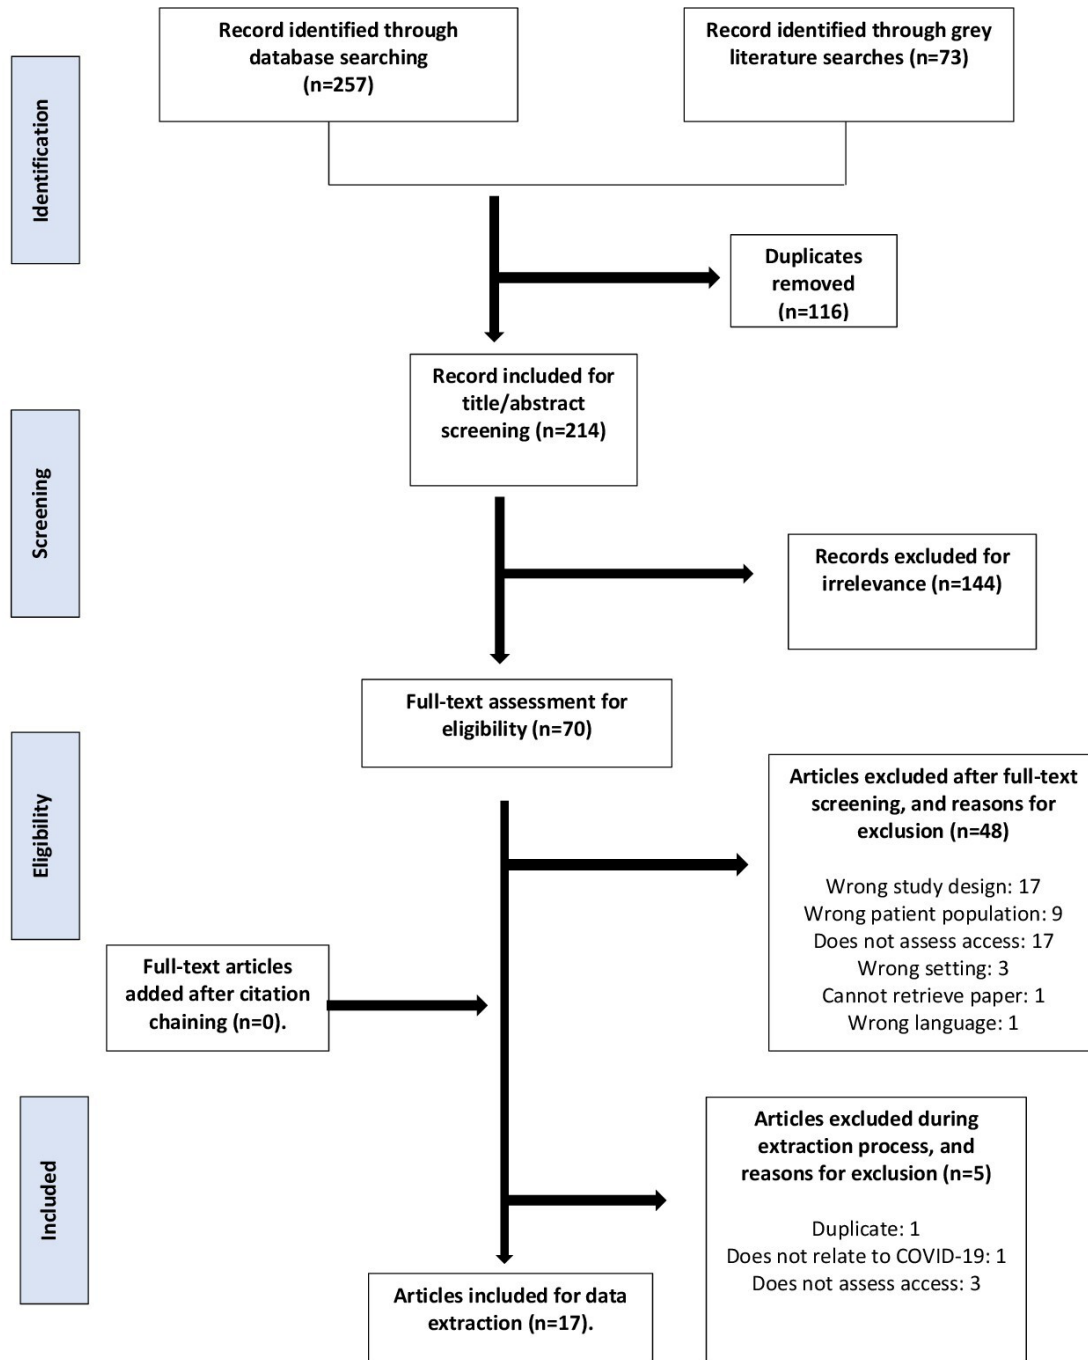 Record identified through
database searching
(n=257)
Record identified through grey
literature searches (n=73)
Identification
Duplicates
removed
(n=116)
Record included for
title/abstract
screening (n=214)
Screening
Records excluded for
irrelevance (n=144)
Full-text assessment for
eligibility (n=70)
Eligibility
Articles excluded after full-text
screening, and reasons for
exclusion (n=48)
Wrong study design: 17
Wrong patient population: 9
Does not assess access: 17
Wrong setting: 3
Cannot retrieve paper: 1
Wrong language: 1
Full-text articles
added after citation
chaining (n=0).
Included
Articles excluded during
extraction process, and
reasons for exclusion (n=5)
Duplicate: 1
Does not relate to COVID-19: 1
Does not assess access: 3
Articles included for data
extraction (n=17).